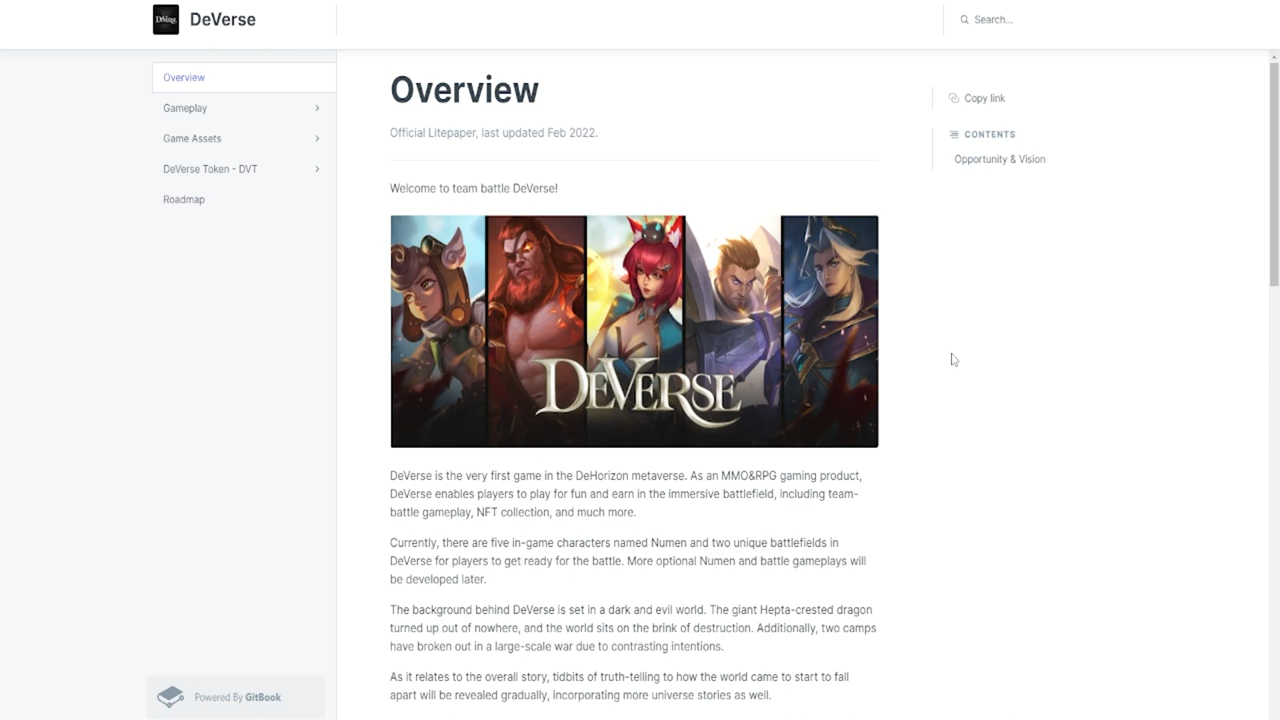 DeVerse
DeVerse
Search...
Overview
Gameplay
Game Assets
DeVerse Token - DVT
Roadmap
Overview
Official Litepaper, last updated Feb 2022.
Welcome to team battle DeVerse!
DEVERSE
DeVerse is the very first game in the DeHorizon metaverse. As an MMO&RPG gaming product,
DeVerse enables players to play for fun and earn in the immersive battlefield, including team-
battle gameplay, NFT collection, and much more.
Currently, there are five in-game characters named Numen and two unique battlefields in
DeVerse for players to get ready for the battle. More optional Numen and battle gameplays will
be developed later.
The background behind DeVerse is set in a dark and evil world. The giant Hepta-crested dragon
turned up out of nowhere, and the world sits on the brink of destruction. Additionally, two camps
have broken out in a large-scale war due to contrasting intentions.
As it relates to the overall story, tidbits of truth-telling to how the world came to start to fall
apart will be revealed gradually, incorporating more universe stories as well.
Copy link
CONTENTS
Opportunity & Vision
Powered By GitBook